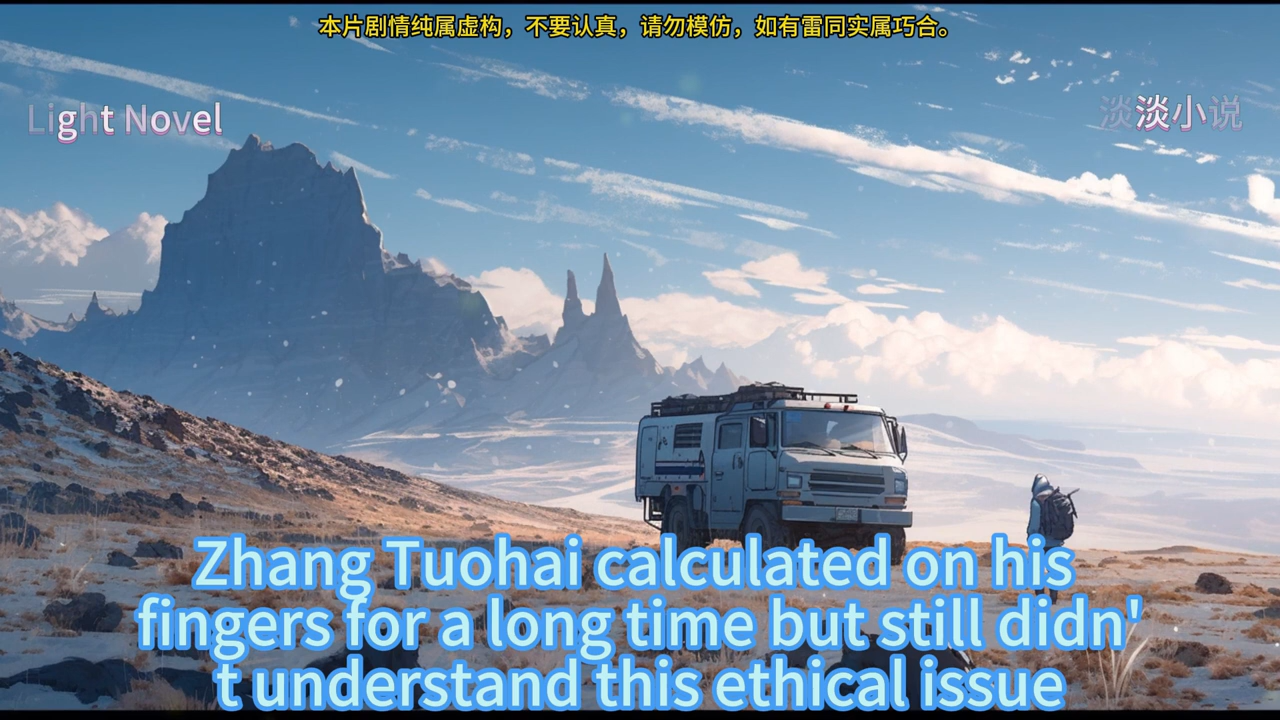 本片剧情纯属虚构，不要认真，请勿模仿，如有雷同实属巧合。
Light Novel
淡淡小说
Zhang Tuohai calculated on his
fingers for a long time but still didn'
t understand this ethical issue